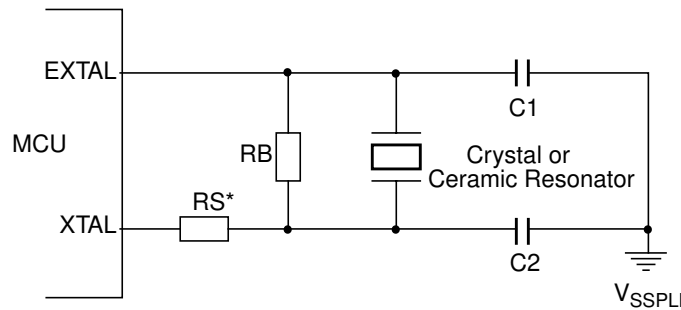 EXTAL
C1
MCU
RB
Crystal or
Ceramic Resonator
RS*
XTAL
C2